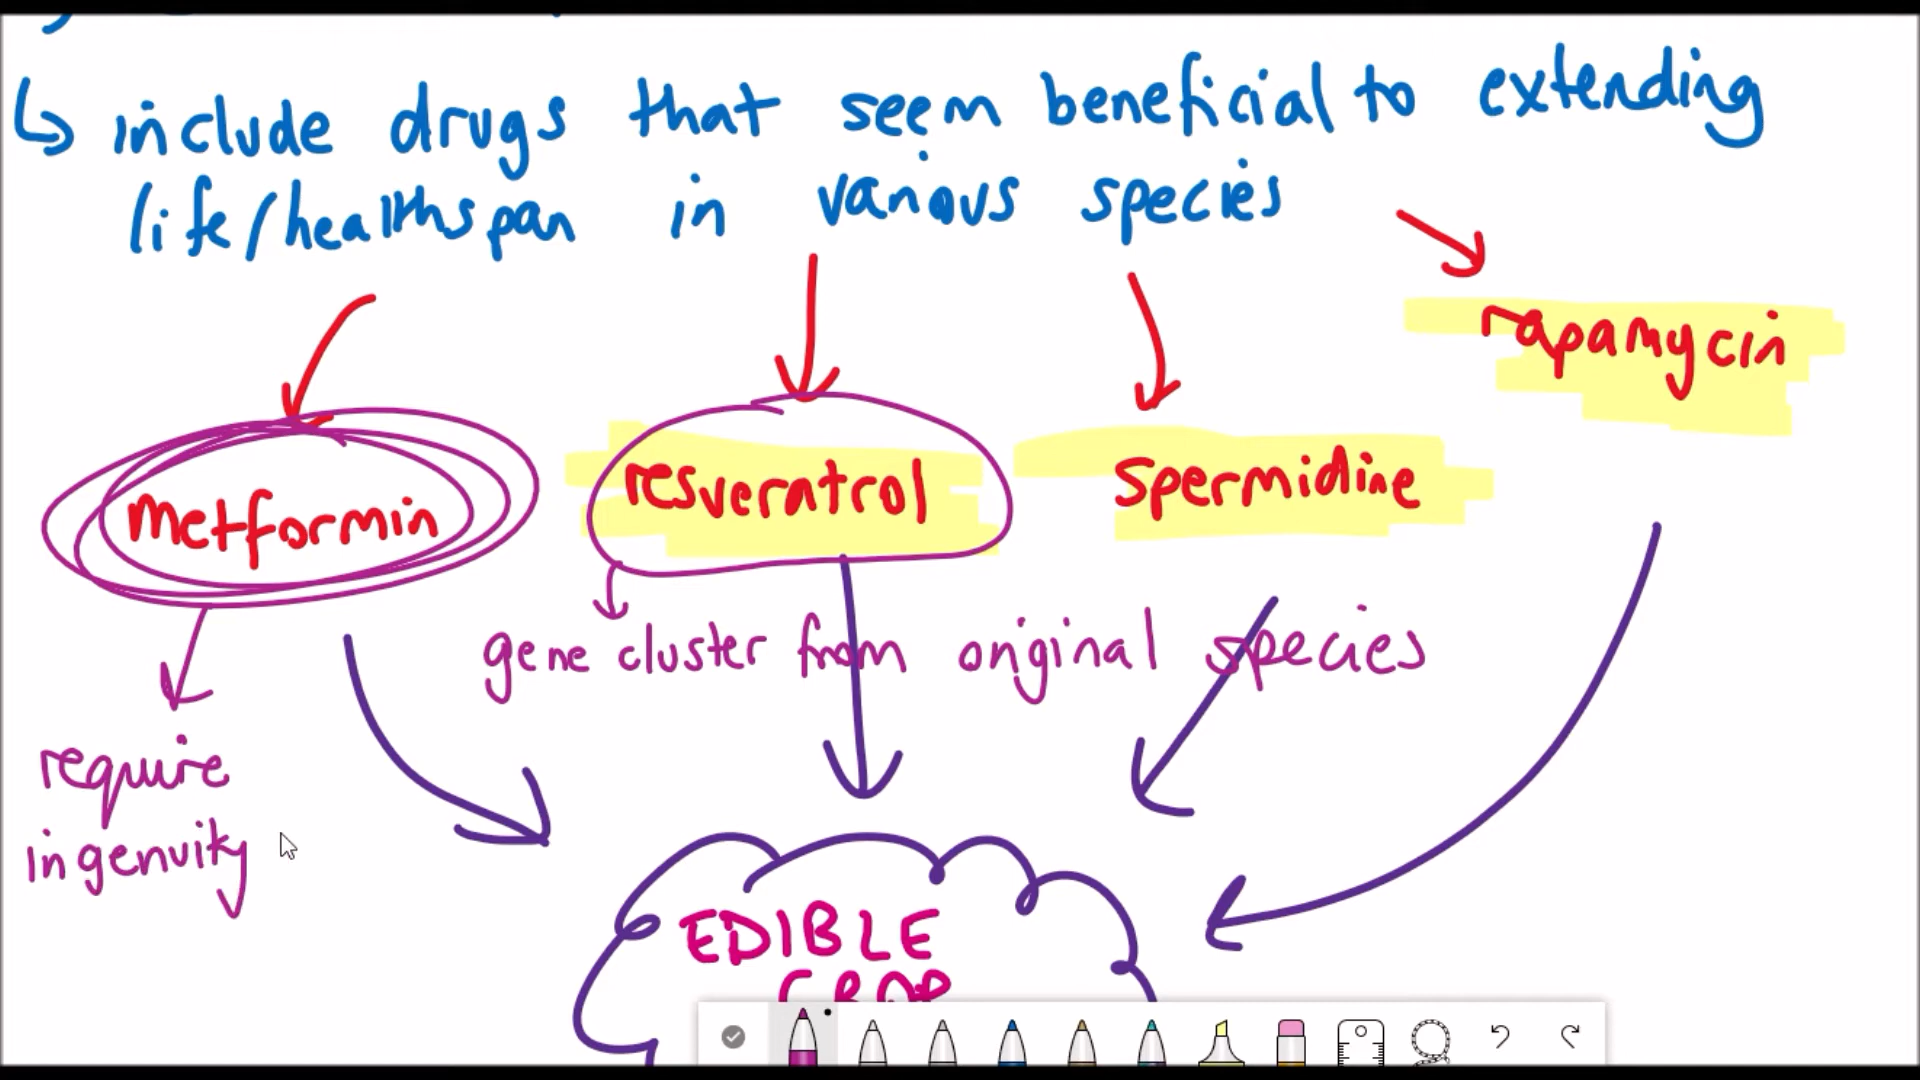 ↳ include drugs that seem beneficial to extending
life/healthspan in various species
rapamycin
metformin resveratrol spermidine
gene cluster from original species
require
ingenuity
EDIBLE
CROP